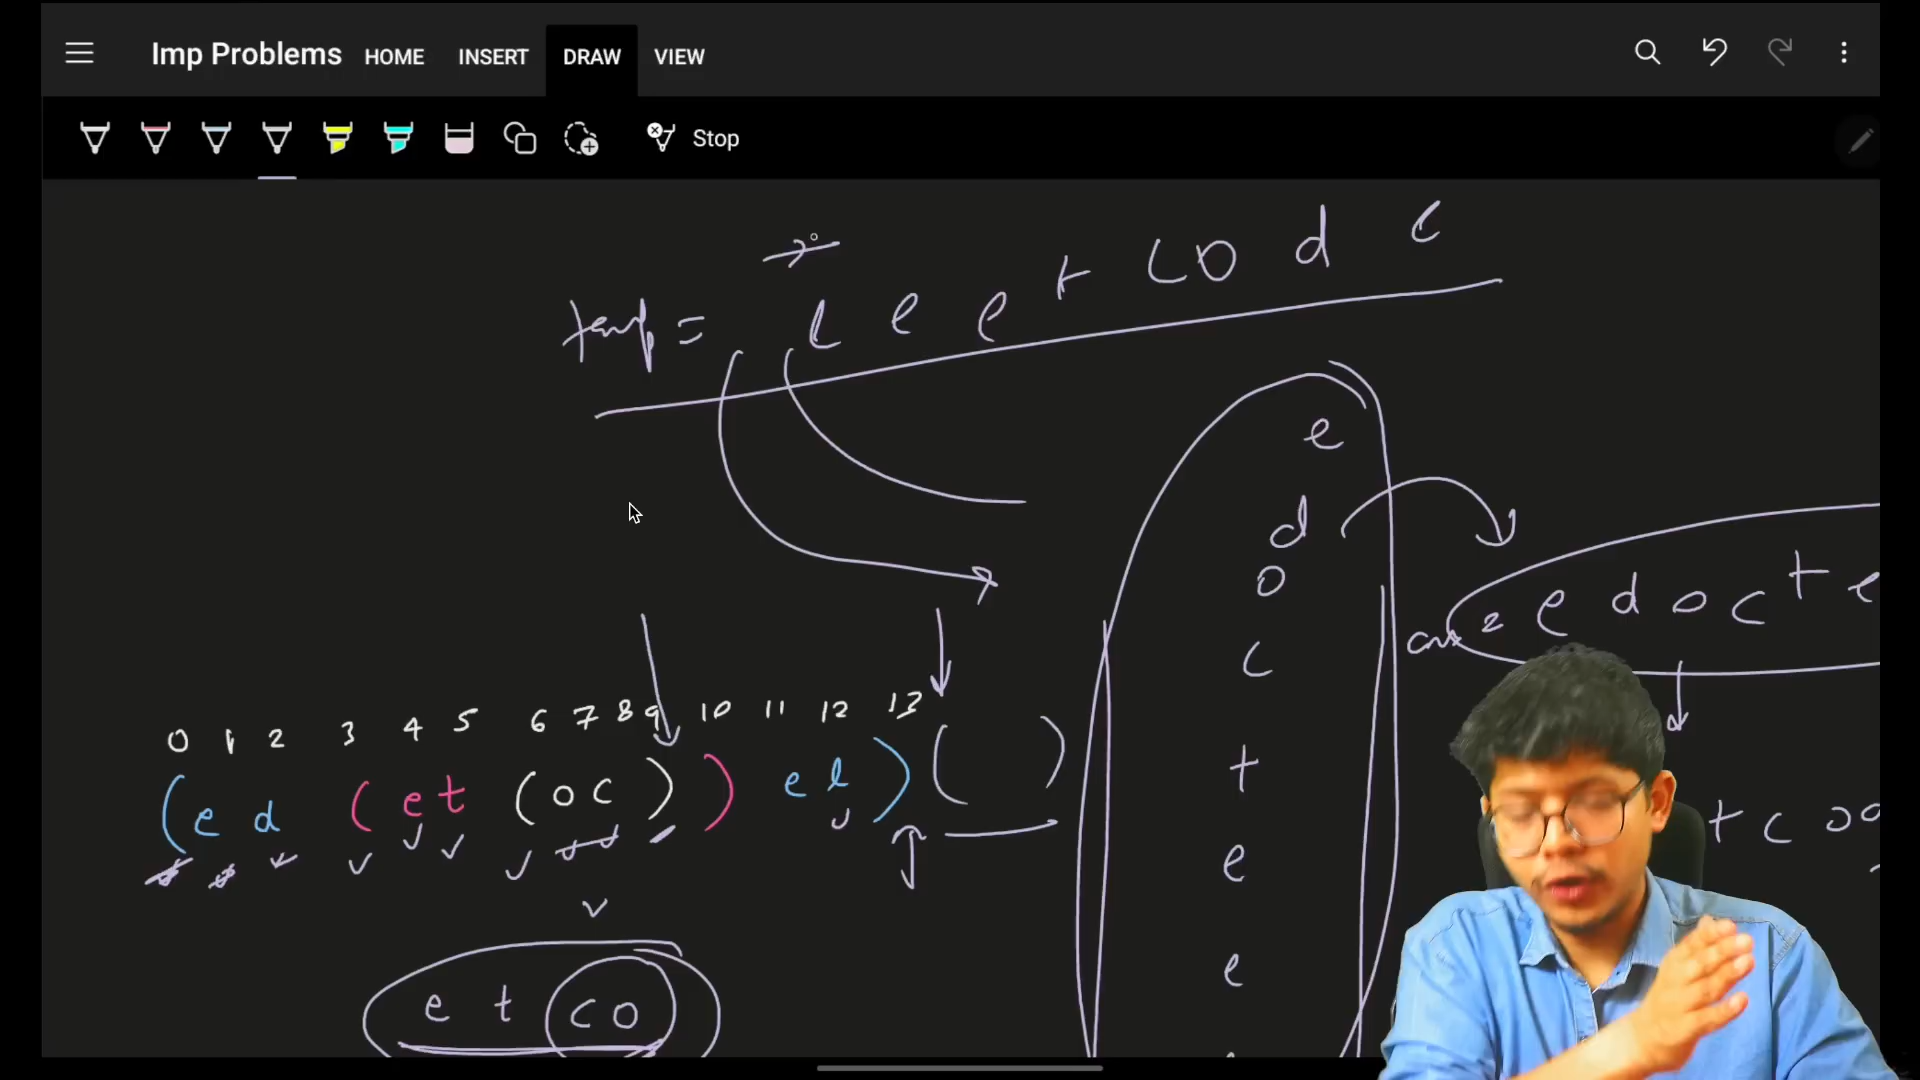 Imp Problems HOME INSERT DRAW VIEW
Stop
temp = l e e t c o d e
e
d
o
c
t
e
e
ans = e d o c t e
0 1 2 3 4 5 6 7 8 9 10 11 12 13
( e d ( e t ( o c ) ) e l ) ( )
t c o d
e t c o